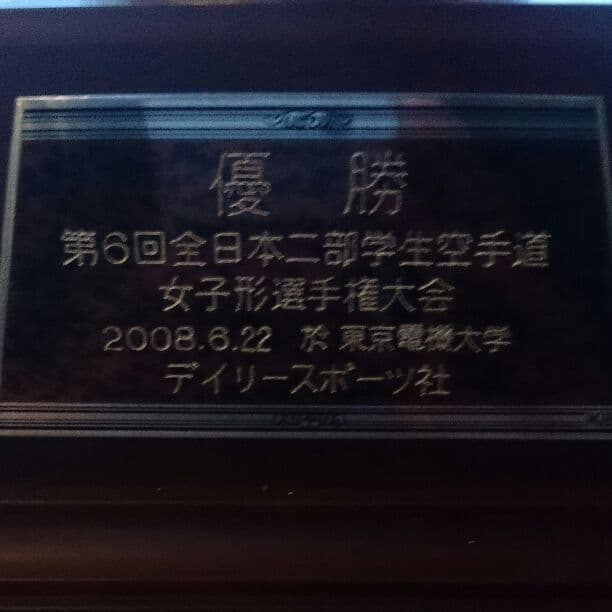 優 勝
第6回全日本二部学生空手道
女子形選手権大会
2008.6.22 於 東京電機大学
デイリースポーツ社